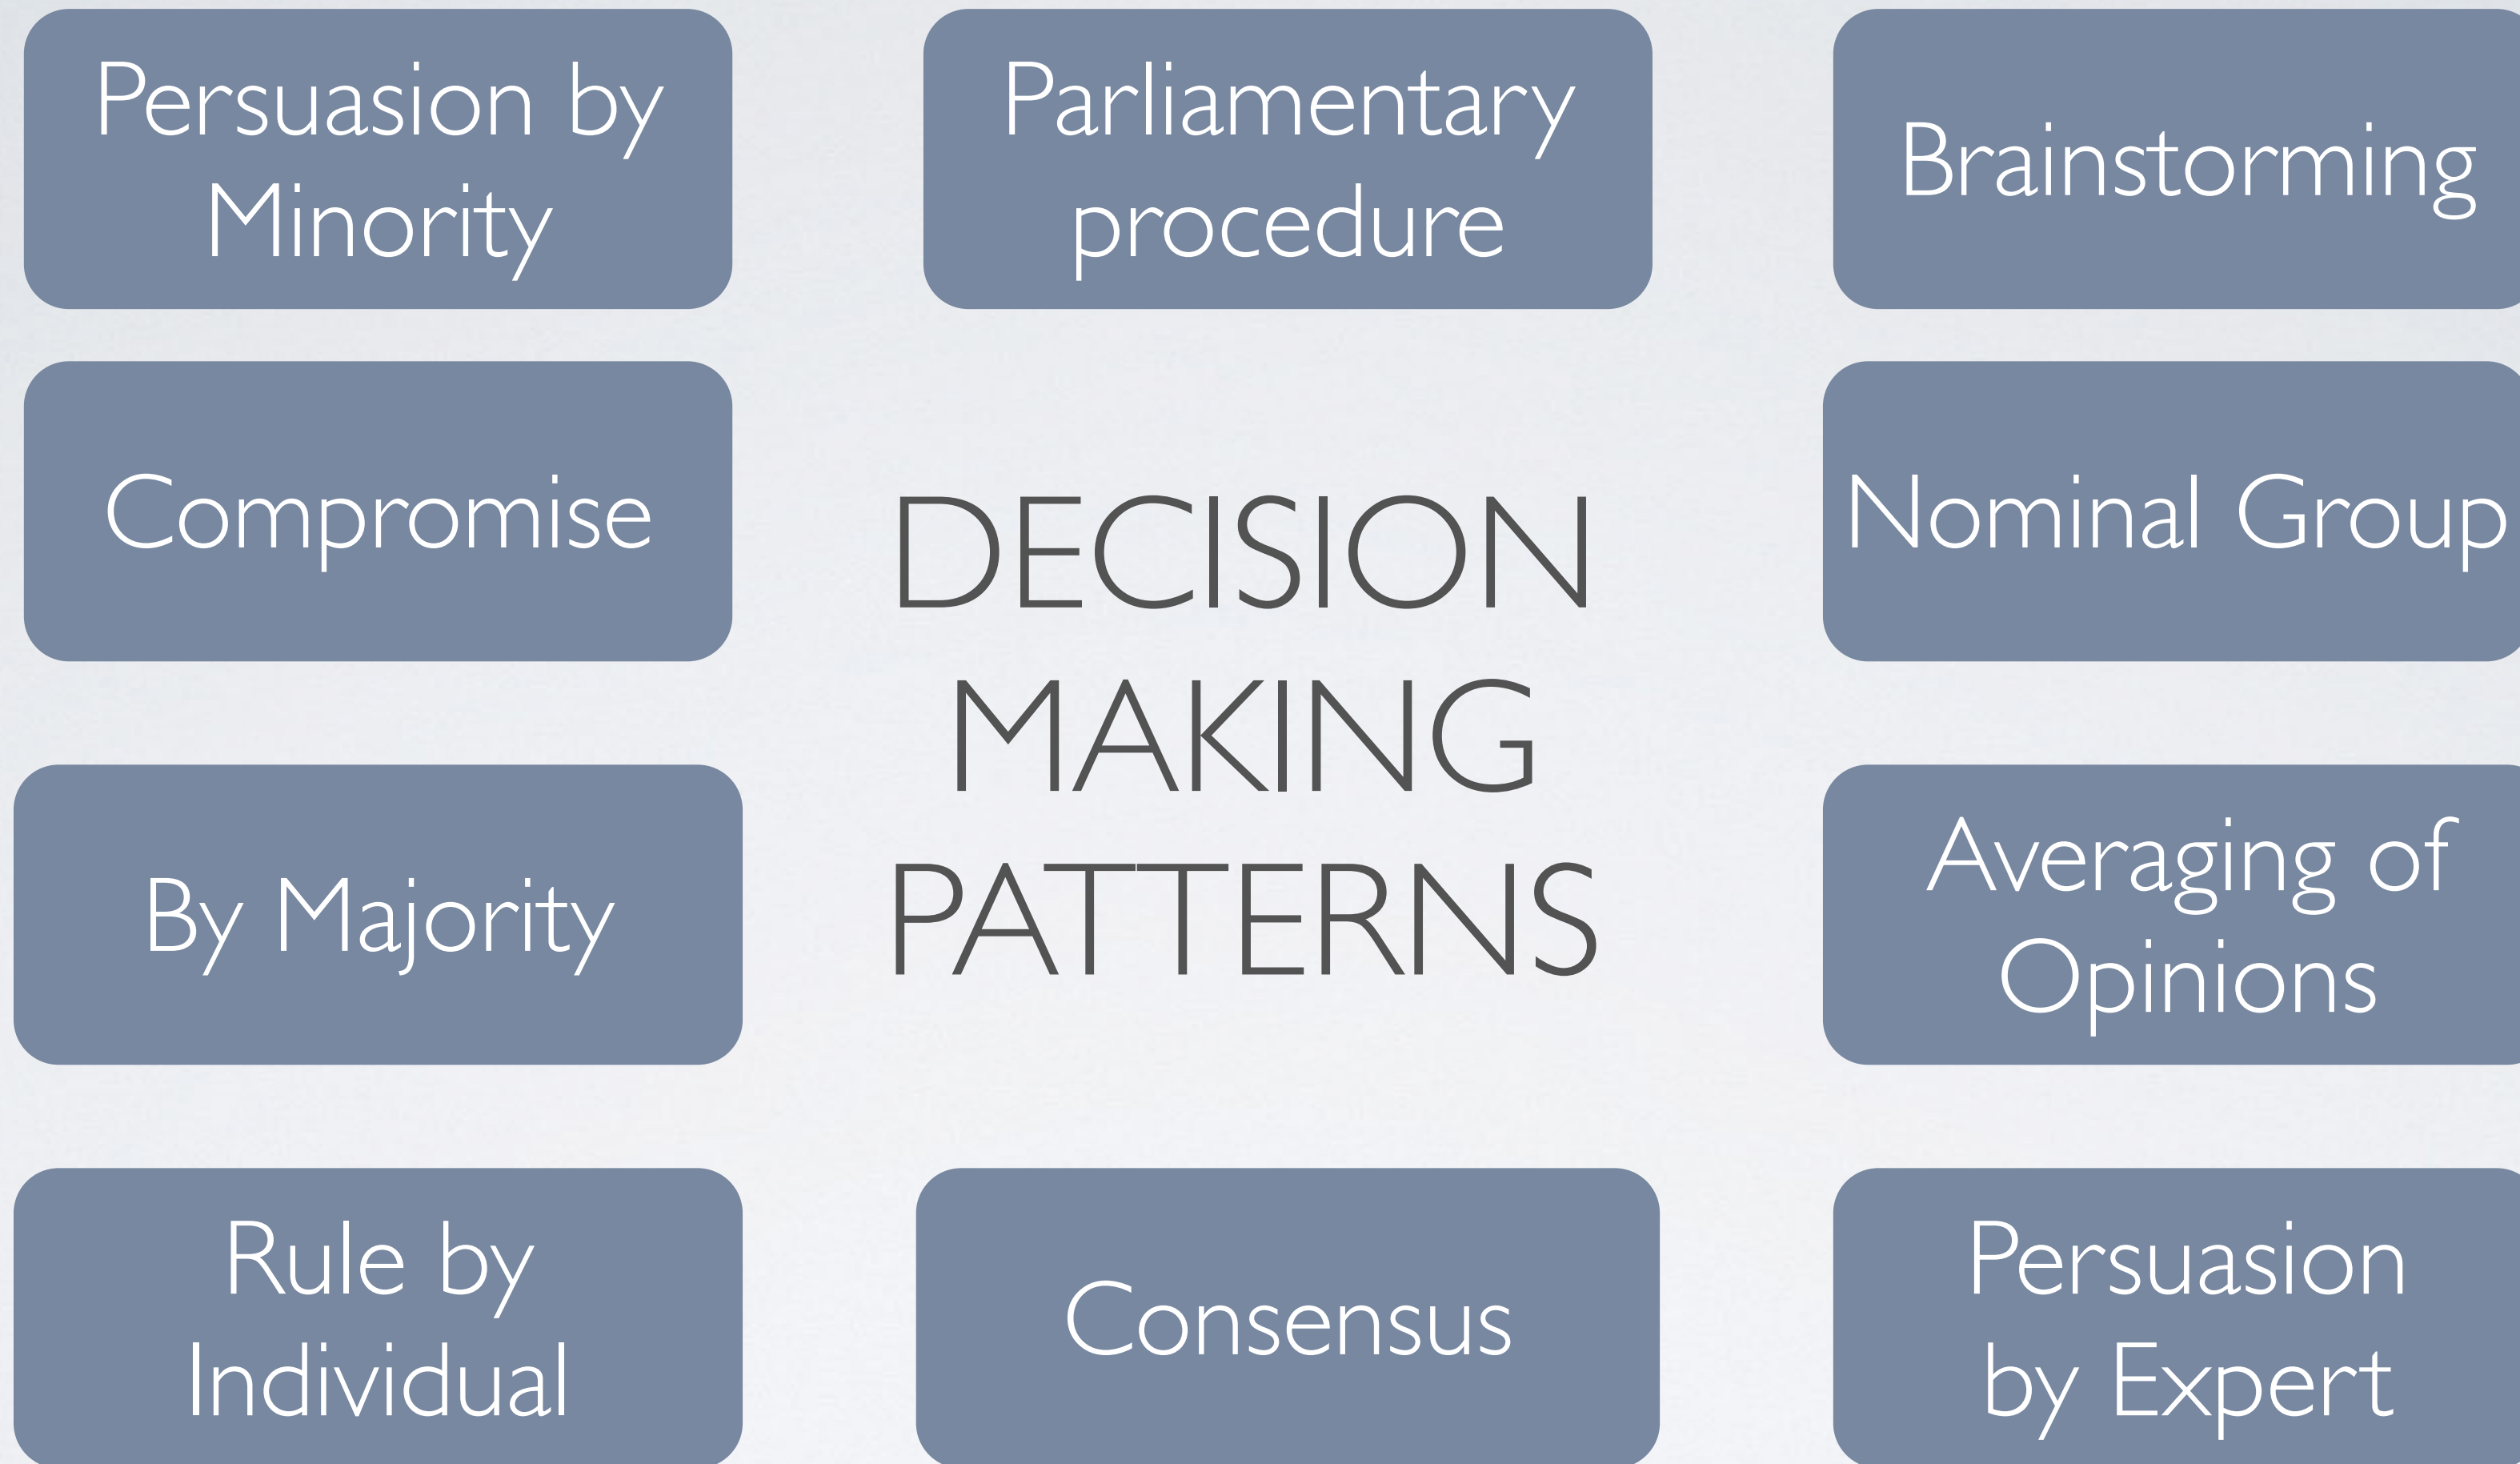 Persuasion by
Minority
Parliamentary
procedure
Brainstorming
Compromise
Nominal Group
DECISION
MAKING
PATTERNS
By Majority
Averaging of
Opinions
Rule by
Individual
Consensus
Persuasion
by Expert